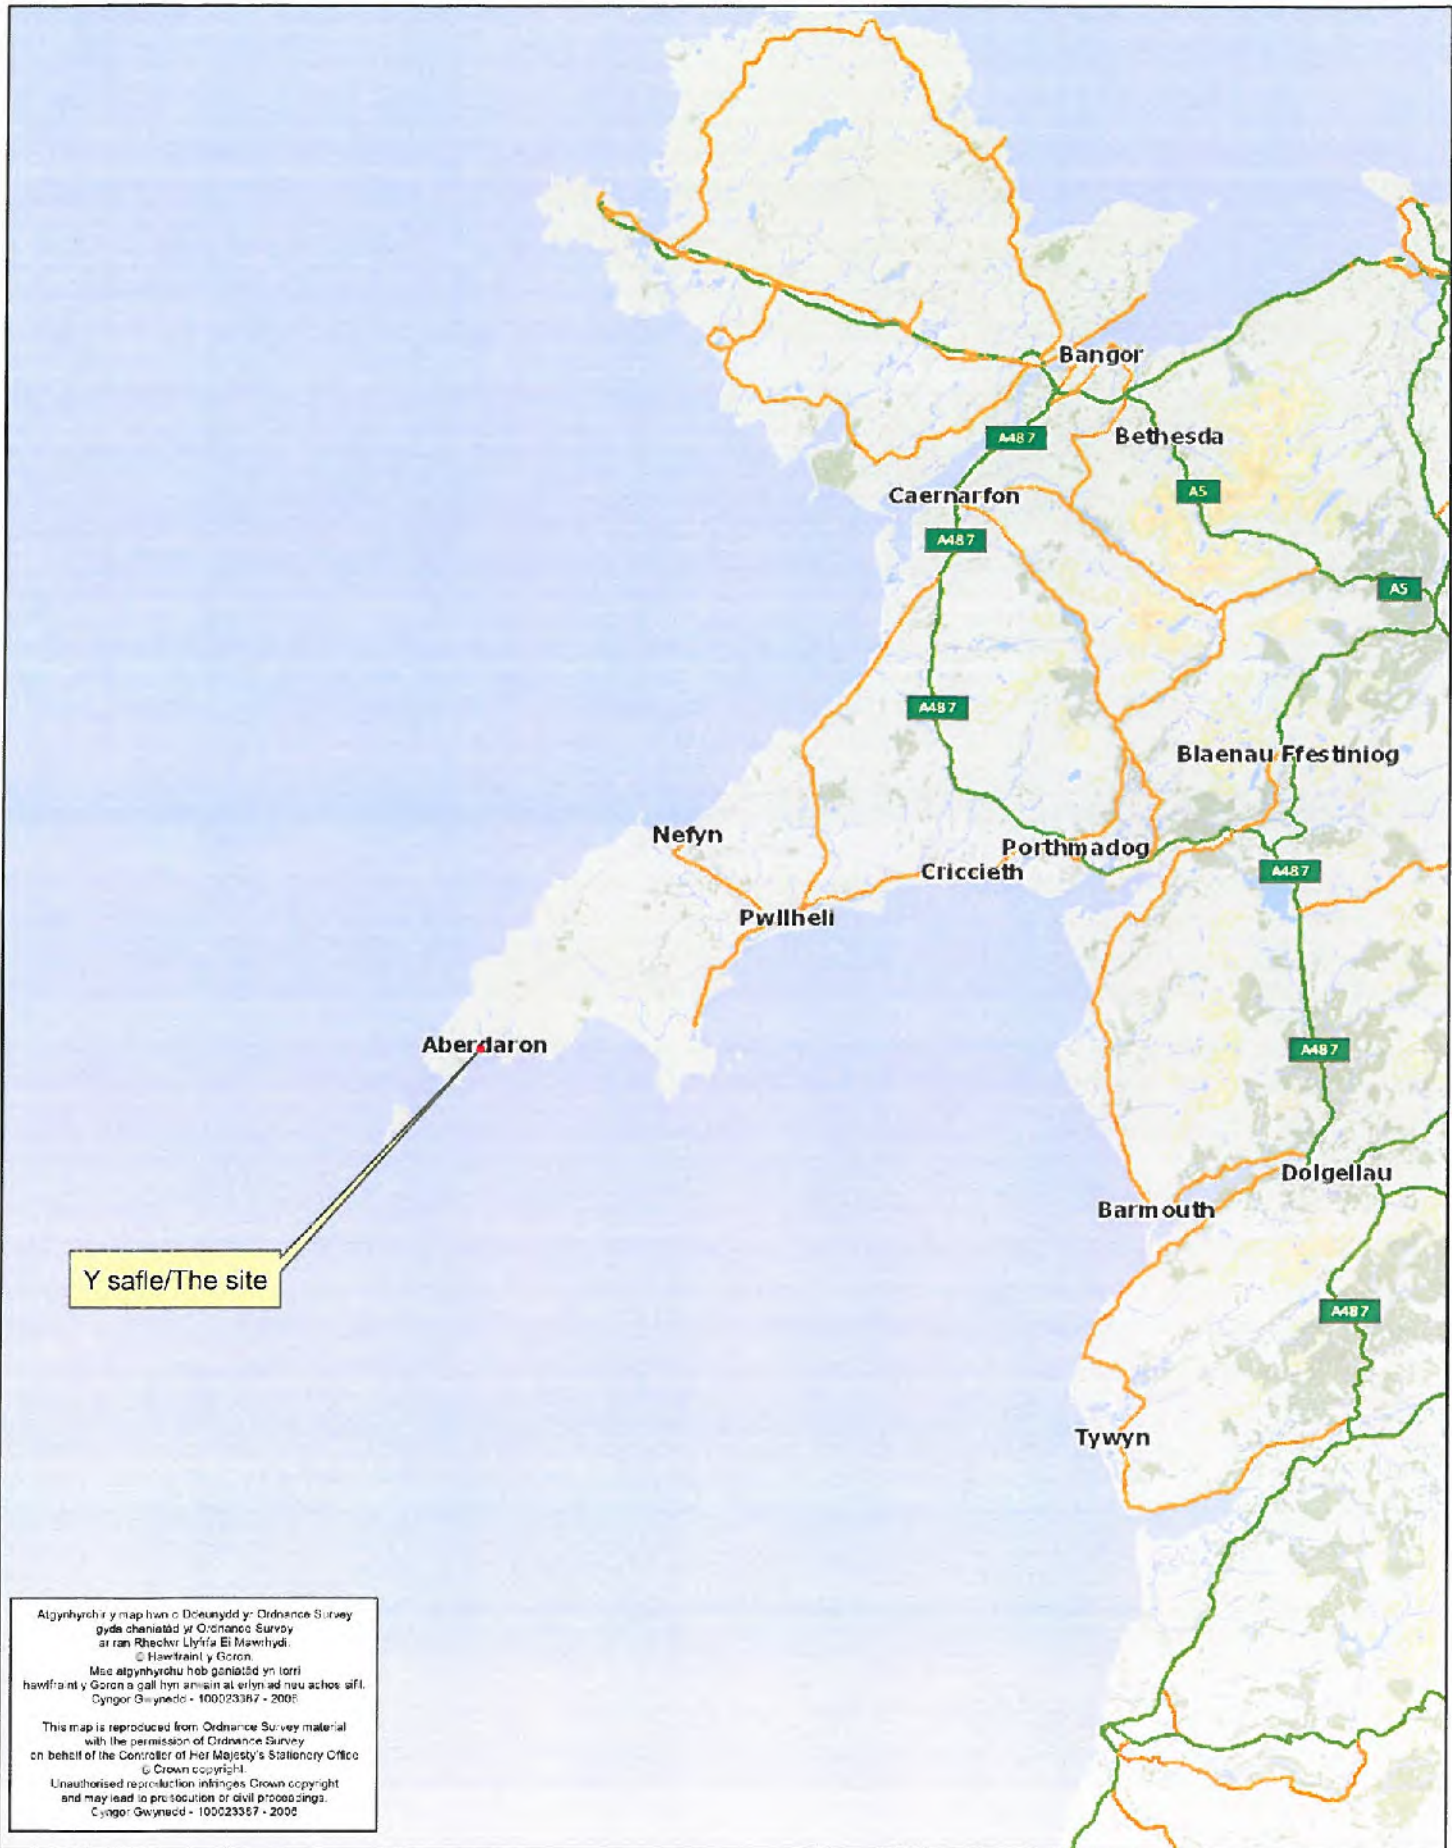 Bangor
A487
Bethesda
Caernarfon
A5
A487
A5
A487
Blaenau Ffestiniog
Nefyn
Porthmadog
Criccieth
A487
Pwllheli
Aberdaron
A487
Dolgellau
Barmouth
Y safle/The site
A487
Tywyn
Atgynhyrchir y map hwn o Ddeunydd yr Ordnance Survey
gyda chaniatâd yr Ordnance Survey
ar ran Rheolwr Llyfrfa Ei Mawrhydi.
© Hawlfraint y Goron.
Mae atgynhyrchu heb ganiatâd yn torri
hawlfraint y Goron a gall hyn arwain at erlyniad neu achos sifil.
Cyngor Gwynedd - 100023387 - 2006
This map is reproduced from Ordnance Survey material
with the permission of Ordnance Survey
on behalf of the Controller of Her Majesty's Stationery Office
© Crown copyright.
Unauthorised reproduction infringes Crown copyright
and may lead to prosecution or civil proceedings.
Cyngor Gwynedd - 100023387 - 2006